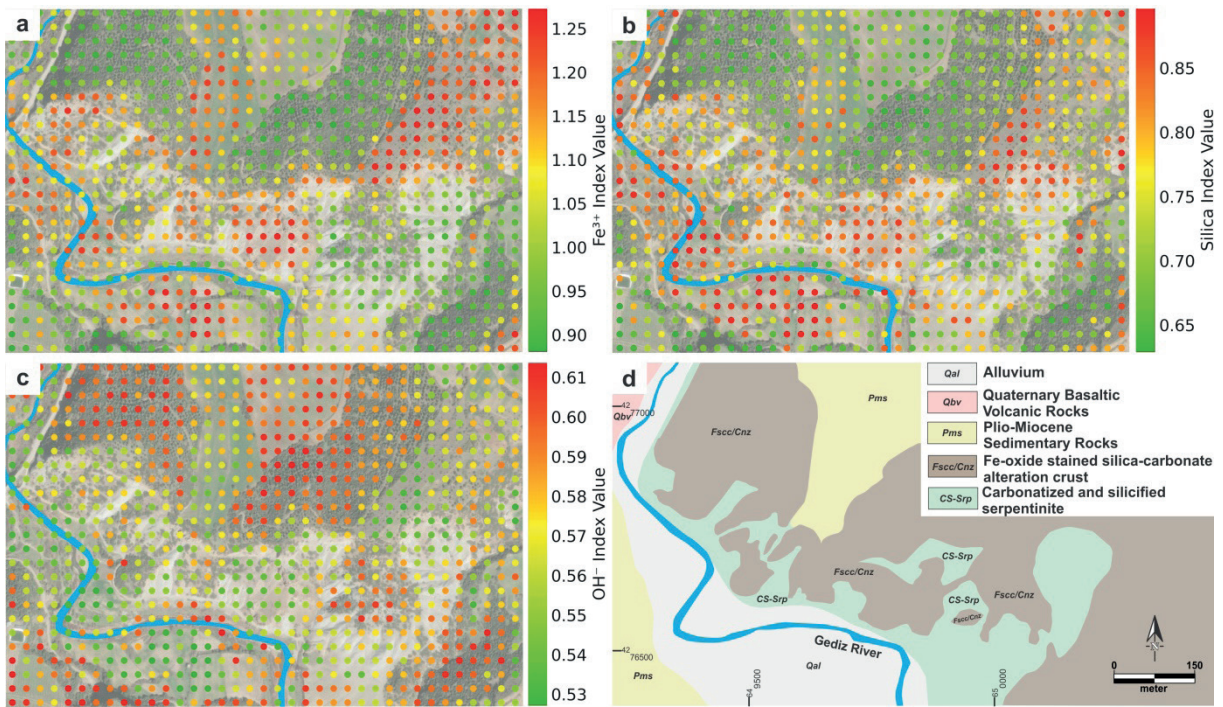 a
1.25
1.20
1.15
1.10
1.05
1.00
0.95
0.90
Fe³⁺ Index Value
b
0.85
0.80
0.75
0.70
0.65
Silica Index Value
c
0.61
0.60
0.59
0.58
0.57
0.56
0.55
0.54
0.53
OH⁻ Index Value
d
Qal Alluvium
Qbv Quaternary Basaltic
Volcanic Rocks
Pms Plio-Miocene
Sedimentary Rocks
Fscc/Cnz Fe-oxide stained silica-carbonate
alteration crust
CS-Srp Carbonatized and silicified
serpentinite
42
77000
Qbv
Pms
Fscc/Cnz
Fscc/Cnz
CS-Srp
CS-Srp
CS-Srp
Fscc/Cnz
Fscc/Cnz
Gediz River
42
76500
Qal
Pms
64
9500
65
0000
N
0 150
meter